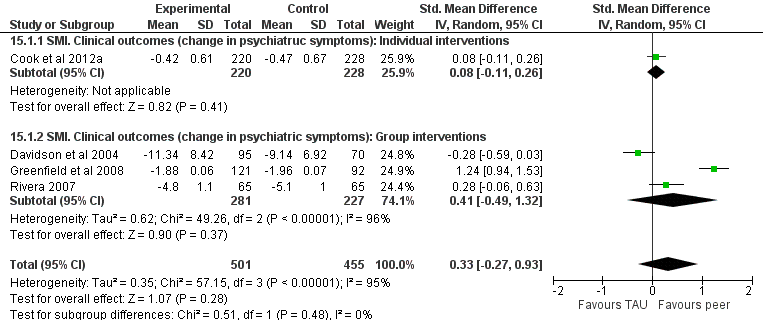 Experimental Control Std. Mean Difference Std. Mean Difference
Study or Subgroup Mean SD Total Mean SD Total Weight IV, Random, 95% CI IV, Random, 95% CI
15.1.1 SMI. Clinical outcomes (change in psychiatruc symptoms): Individual interventions
Cook et al 2012a -0.42 0.61 220 -0.47 0.67 228 25.9% 0.08 [-0.11, 0.26]
Subtotal (95% CI) 220 228 25.9% 0.08 [-0.11, 0.26]
Heterogeneity: Not applicable
Test for overall effect: Z = 0.82 (P = 0.41)
15.1.2 SMI. Clinical outcomes (change in psychiatric symptoms): Group interventions
Davidson et al 2004 -11.34 8.42 95 -9.14 6.92 70 24.8% -0.28 [-0.59, 0.03]
Greenfield et al 2008 -1.88 0.06 121 -1.96 0.07 92 24.9% 1.24 [0.94, 1.53]
Rivera 2007 -4.8 1.1 65 -5.1 1 65 24.4% 0.28 [-0.06, 0.63]
Subtotal (95% CI) 281 227 74.1% 0.41 [-0.49, 1.32]
Heterogeneity: Tau² = 0.62; Chi² = 49.26, df = 2 (P < 0.00001); I² = 96%
Test for overall effect: Z = 0.90 (P = 0.37)
Total (95% CI) 501 455 100.0% 0.33 [-0.27, 0.93]
Heterogeneity: Tau² = 0.35; Chi² = 57.15, df = 3 (P < 0.00001); I² = 95%
Test for overall effect: Z = 1.07 (P = 0.28)
Test for subgroup differences: Chi² = 0.51, df = 1 (P = 0.48), I² = 0%
-2 -1 0 1 2
Favours TAU Favours peer